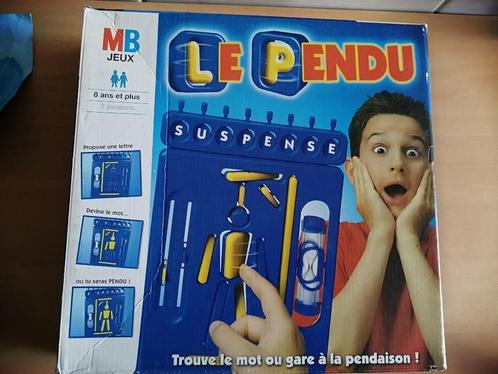 MB
JEUX
LE PENDU
8 ans et plus
2 joueurs
SUSPENSE
Propose une lettre
Devine le mot...
ou tu seras PENDU !
Trouve le mot ou gare à la pendaison !